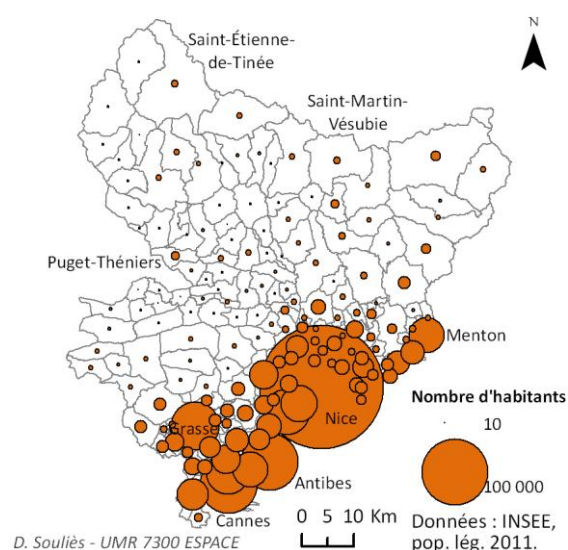 N
Saint-Étienne-
de-Tinée
Saint-Martin-
Vésubie
Puget-Théniers
Menton
Nombre d'habitants
10
Nice
Grasse
100 000
Antibes
Cannes
0 5 10 Km
Données : INSEE,
pop. lég. 2011.
D. Souliès - UMR 7300 ESPACE